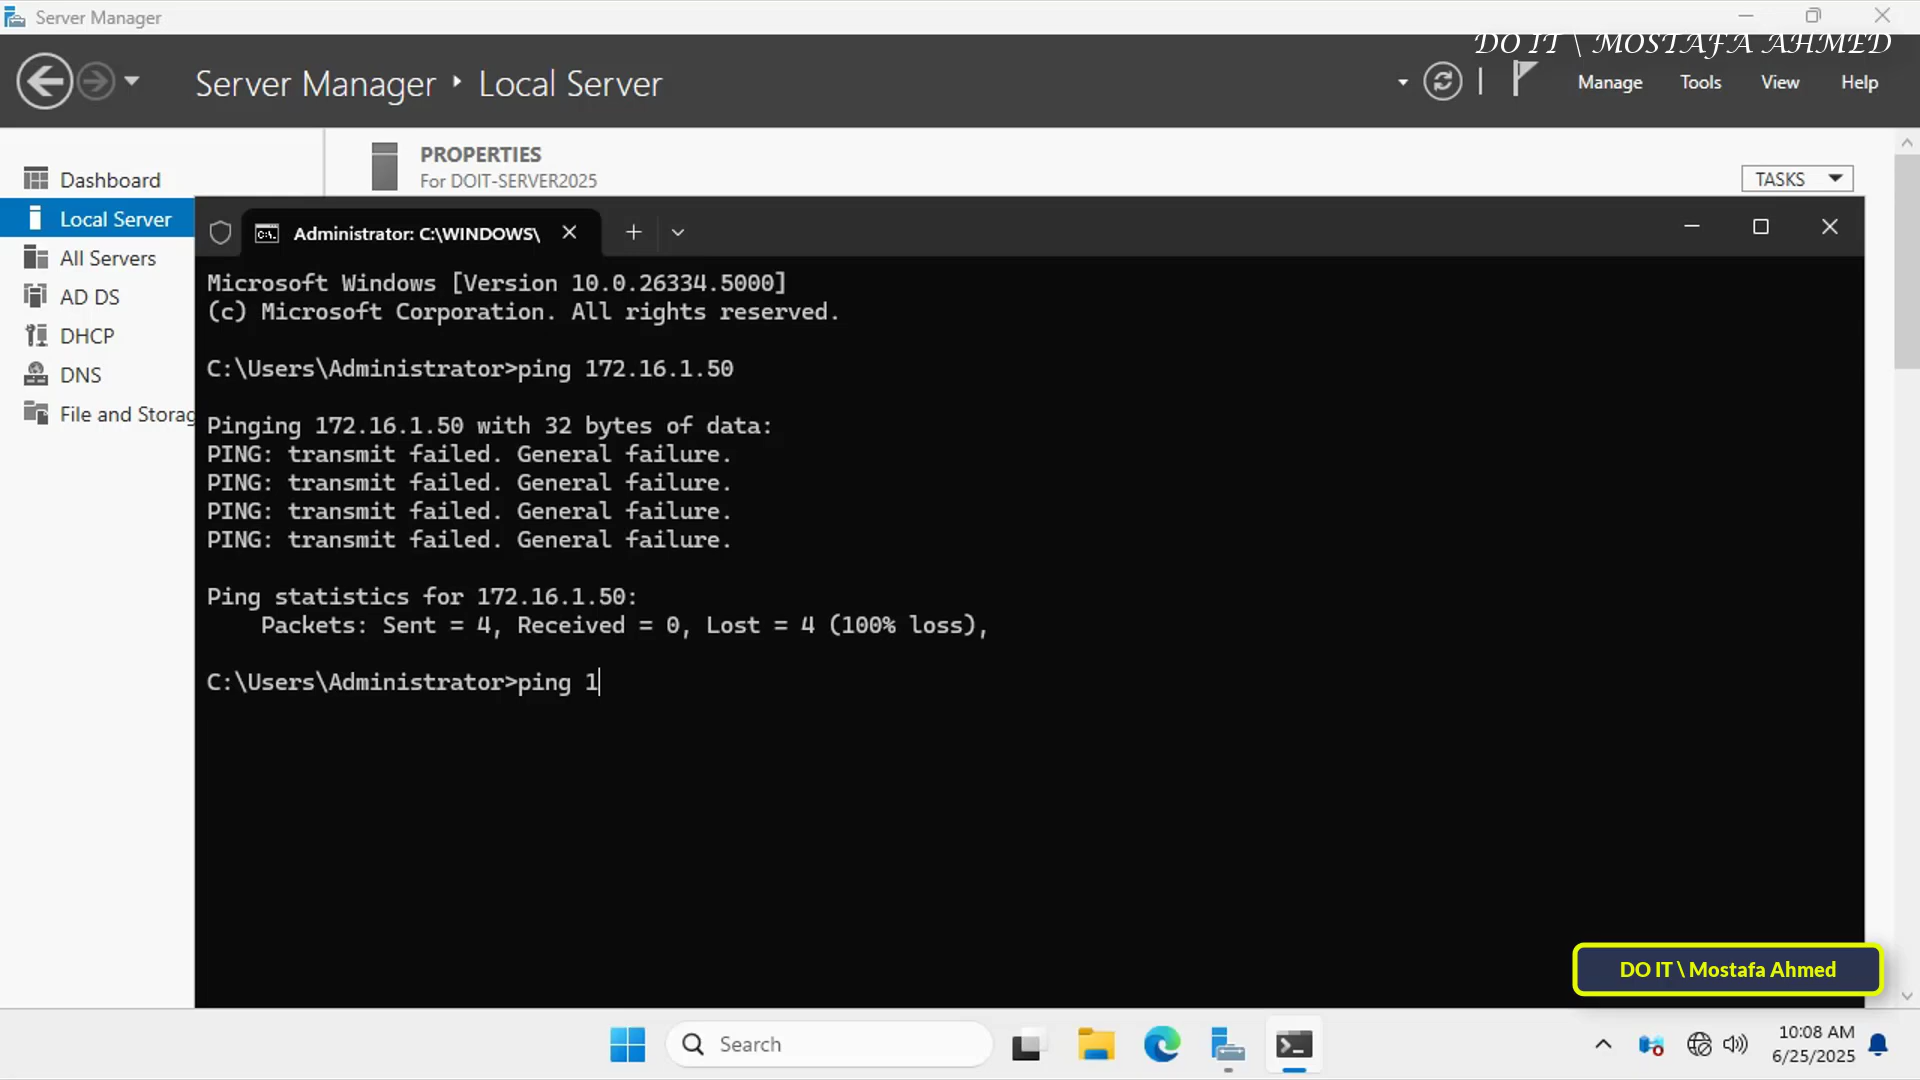 Server Manager
DO IT \ MOSTAFA AHMED
Server Manager ‣ Local Server
Manage Tools View Help
PROPERTIES
For DOIT-SERVER2025
TASKS
Dashboard
Local Server
All Servers
AD DS
DHCP
DNS
File and Storag
Administrator: C:\WINDOWS\
Microsoft Windows [Version 10.0.26334.5000]
(c) Microsoft Corporation. All rights reserved.
C:\Users\Administrator>ping 172.16.1.50
Pinging 172.16.1.50 with 32 bytes of data:
PING: transmit failed. General failure.
PING: transmit failed. General failure.
PING: transmit failed. General failure.
PING: transmit failed. General failure.
Ping statistics for 172.16.1.50:
Packets: Sent = 4, Received = 0, Lost = 4 (100% loss),
C:\Users\Administrator>ping 1
DO IT \ Mostafa Ahmed
Search
10:08 AM
6/25/2025